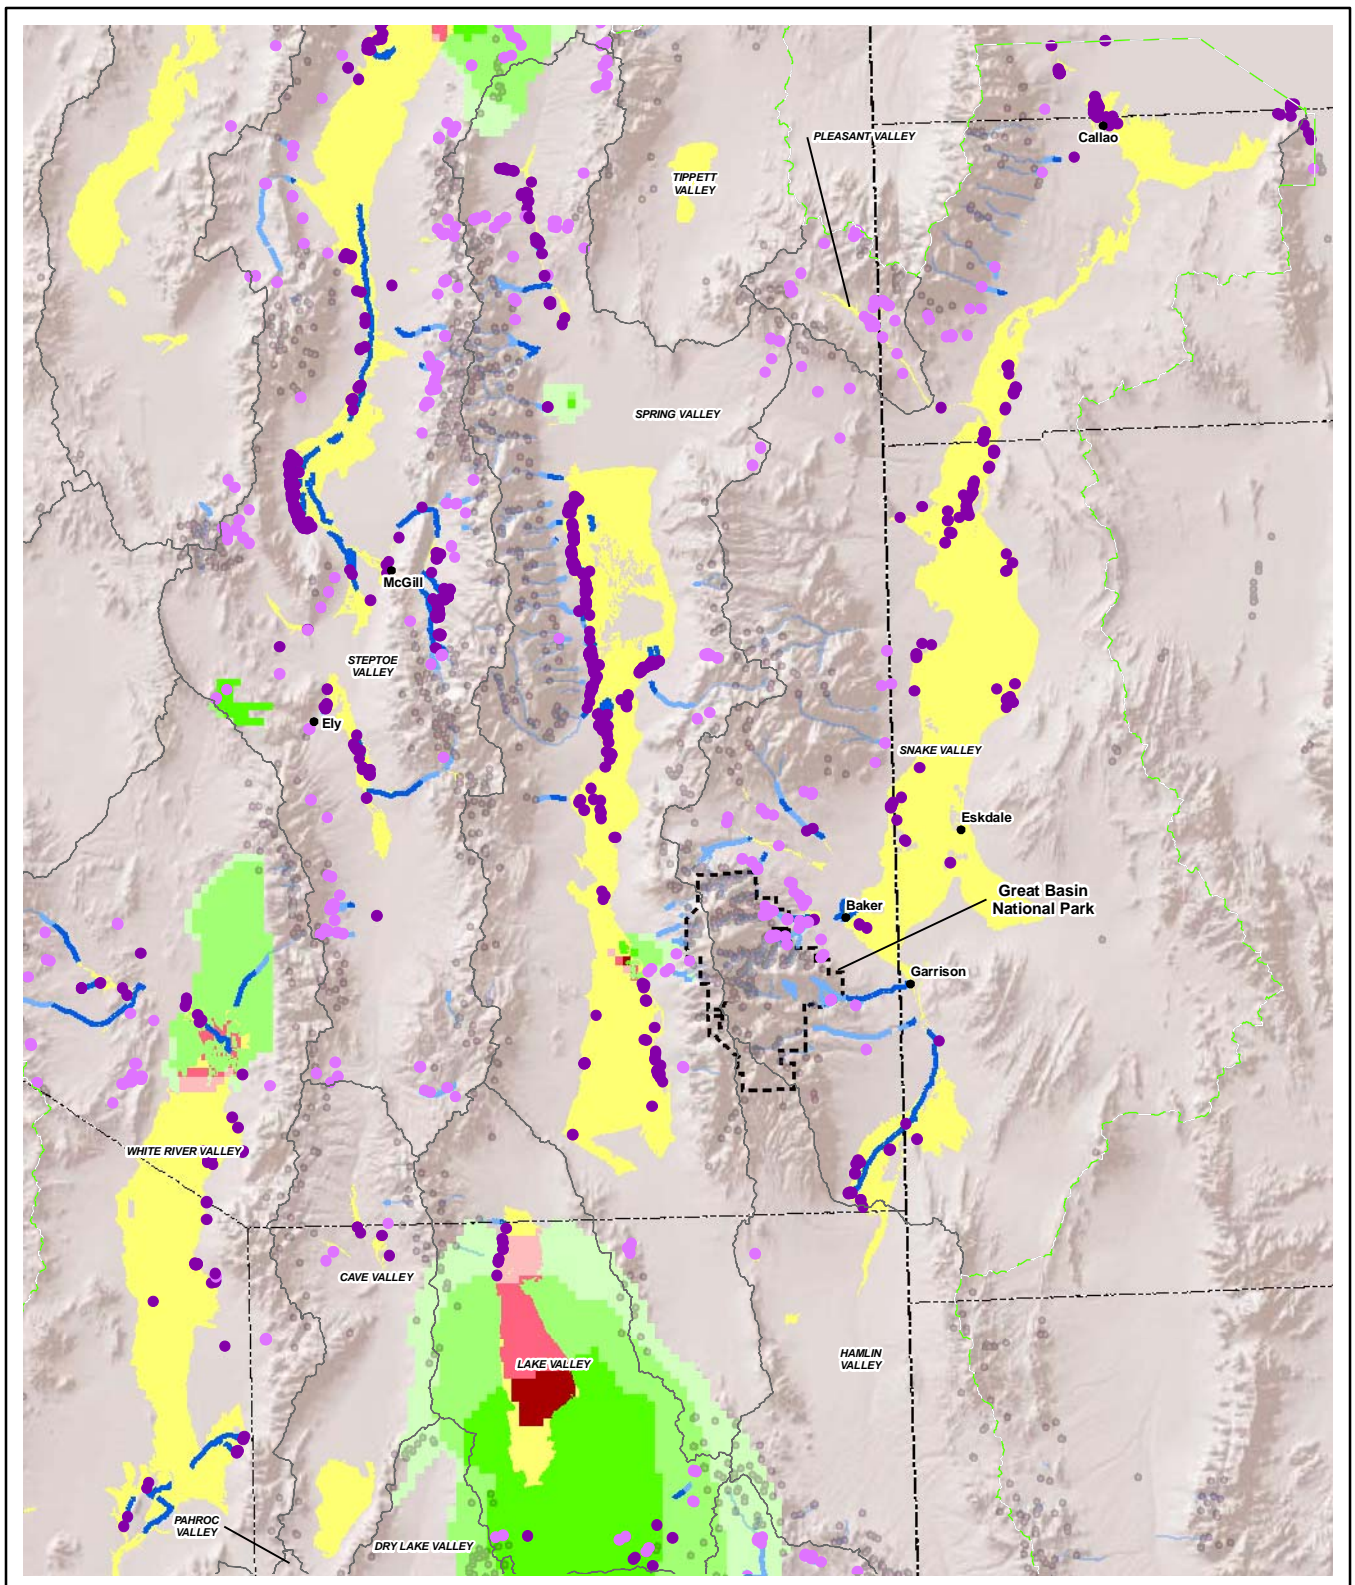 PLEASANT VALLEY
Callao
TIPPETT
VALLEY
SPRING VALLEY
McGill
STEPTOE
VALLEY
Ely
SNAKE VALLEY
Eskdale
Great Basin
National Park
Baker
Garrison
WHITE RIVER VALLEY
CAVE VALLEY
LAKE VALLEY
HAMLIN
VALLEY
PAHROC
VALLEY
DRY LAKE VALLEY